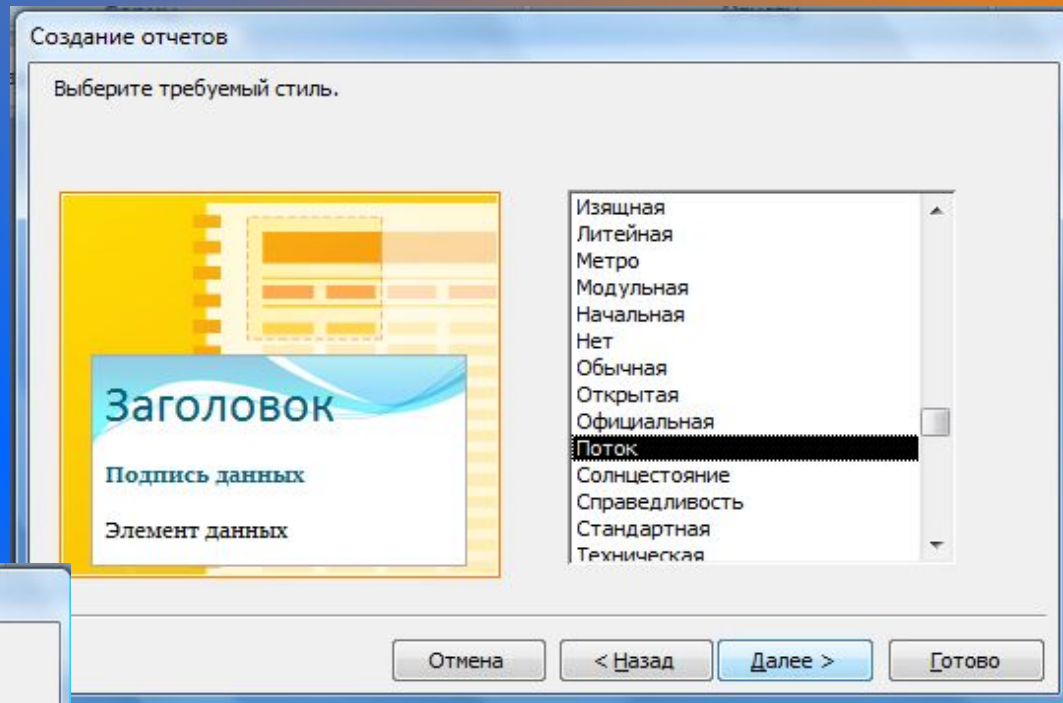 Создание отчетов
Выберите требуемый стиль.
Заголовок
Подпись данных
Элемент данных
Изящная
Литейная
Метро
Модульная
Начальная
Нет
Обычная
Открытая
Официальная
Поток
Солнцестояние
Справедливость
Стандартная
Техническая
Отмена
< Назад
Далее >
Готово